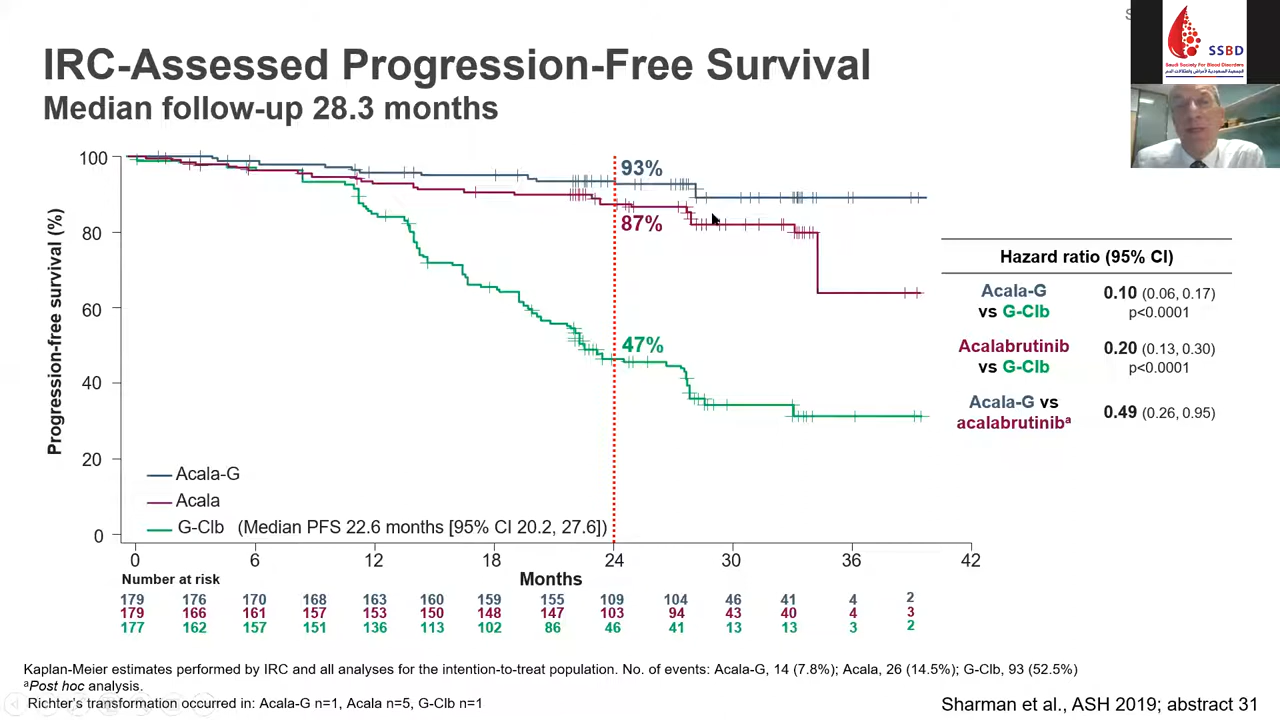 IRC-Assessed Progression-Free Survival
Median follow-up 28.3 months
SSBD
Saudi Society For Blood Disorders
Progression-free survival (%)
100
80
60
40
20
0
93%
87%
47%
Acala-G
Acala
G-Clb (Median PFS 22.6 months [95% CI 20.2, 27.6])
0 6 12 18 24 30 36 42
Months
Number at risk
179 176 170 168 163 160 159 155 109 104 46 41 4 2
179 166 161 157 153 150 148 147 103 94 43 40 4 3
177 162 157 151 136 113 102 86 46 41 13 13 3 2
Hazard ratio (95% CI)
Acala-G
vs G-Clb
0.10 (0.06, 0.17)
p<0.0001
Acalabrutinib
vs G-Clb
0.20 (0.13, 0.30)
p<0.0001
Acala-G vs
acalabrutinibᵃ
0.49 (0.26, 0.95)
Kaplan-Meier estimates performed by IRC and all analyses for the intention-to-treat population. No. of events: Acala-G, 14 (7.8%); Acala, 26 (14.5%); G-Clb, 93 (52.5%)
ᵃPost hoc analysis.
Richter's transformation occurred in: Acala-G n=1, Acala n=5, G-Clb n=1
Sharman et al., ASH 2019; abstract 31